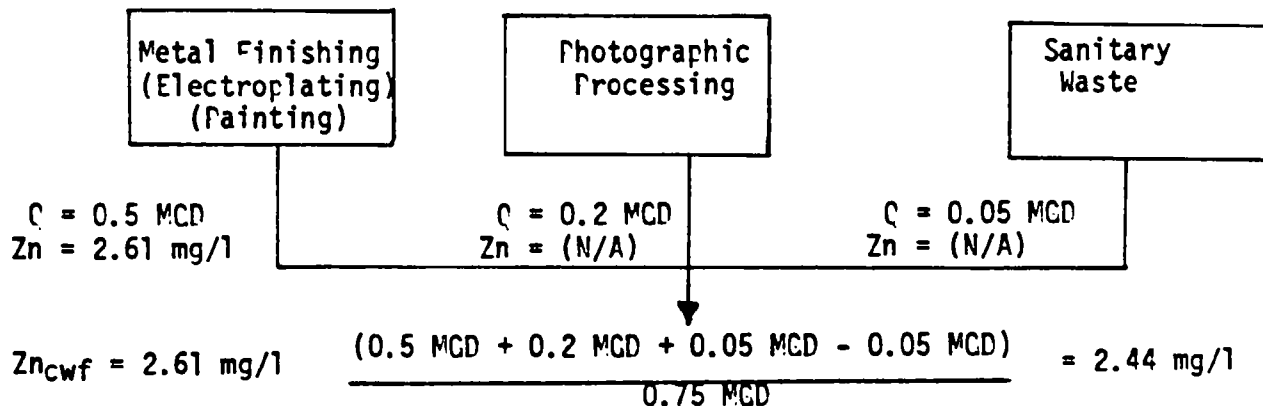 Metal Finishing
(Electroplating)
(Painting)
Photographic
Processing
Sanitary
Waste
Q = 0.5 MGD
Zn = 2.61 mg/l
Q = 0.2 MGD
Zn = (N/A)
Q = 0.05 MGD
Zn = (N/A)
Zncwf = 2.61 mg/l (0.5 MGD + 0.2 MGD + 0.05 MGD - 0.05 MGD) = 2.44 mg/l
0.75 MGD